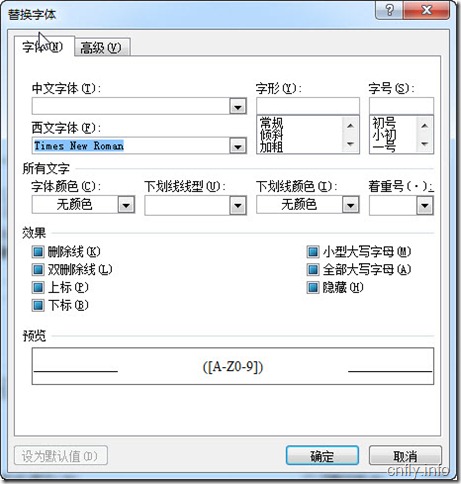 替换字体
字体(N) 高级(V)
中文字体(T): 字形(Y): 字号(S):
常规 初号
倾斜 小初
加粗 一号
西文字体(F):
Times New Roman
所有文字
字体颜色(C): 下划线线型(U): 下划线颜色(I): 着重号(·):
无颜色 无颜色
效果
删除线(K) 小型大写字母(M)
双删除线(L) 全部大写字母(A)
上标(P) 隐藏(H)
下标(B)
预览
([A-Z0-9])
设为默认值(D) 确定 取消
cnfly.info